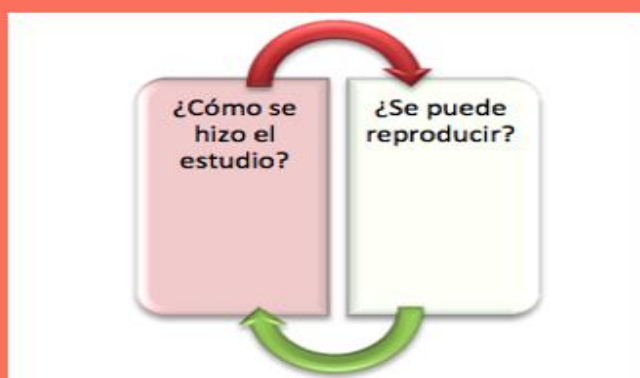 ¿Cómo se
hizo el
estudio?
¿Se puede
reproducir?